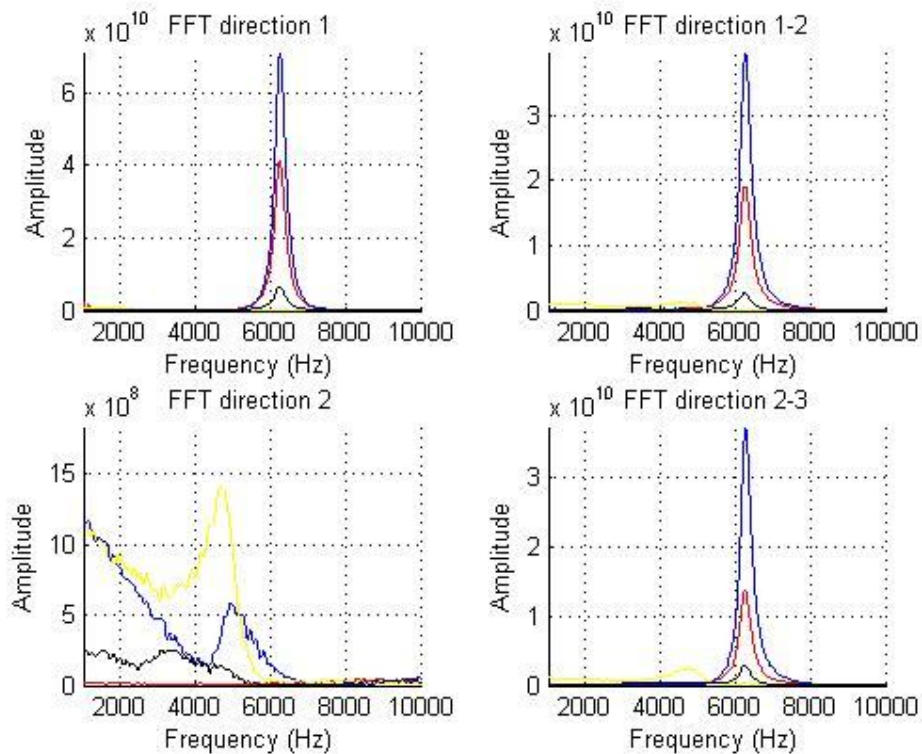 x 10^10 FFT direction 1
6
4
2
0
Amplitude
2000 4000 6000 8000 10000
Frequency (Hz)
x 10^10 FFT direction 1-2
3
2
1
0
Amplitude
2000 4000 6000 8000 10000
Frequency (Hz)
x 10^8 FFT direction 2
15
10
5
0
Amplitude
2000 4000 6000 8000 10000
Frequency (Hz)
x 10^10 FFT direction 2-3
3
2
1
0
Amplitude
2000 4000 6000 8000 10000
Frequency (Hz)